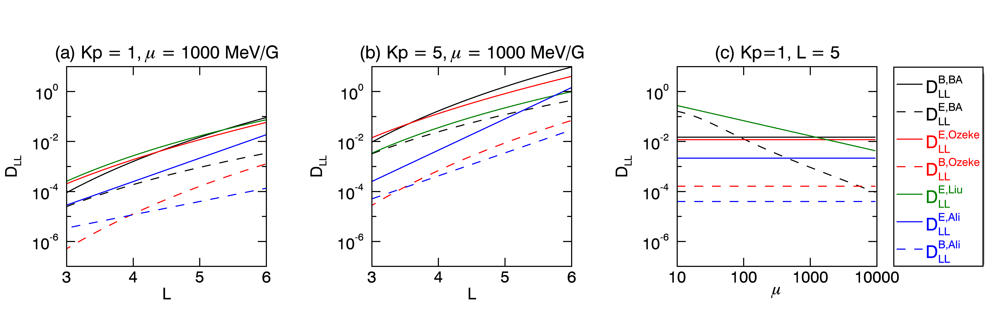 (a) Kp = 1, μ = 1000 MeV/G
D_LL
10^0
10^-2
10^-4
10^-6
3 4 5 6
L
(b) Kp = 5, μ = 1000 MeV/G
D_LL
10^0
10^-2
10^-4
10^-6
3 4 5 6
L
(c) Kp=1, L = 5
D_LL
10^0
10^-2
10^-4
10^-6
10 100 1000 10000
μ
D_LL^B,BA
D_LL^E,BA
D_LL^E,Ozeke
D_LL^B,Ozeke
D_LL^E,Liu
D_LL^E,Ali
D_LL^B,Ali